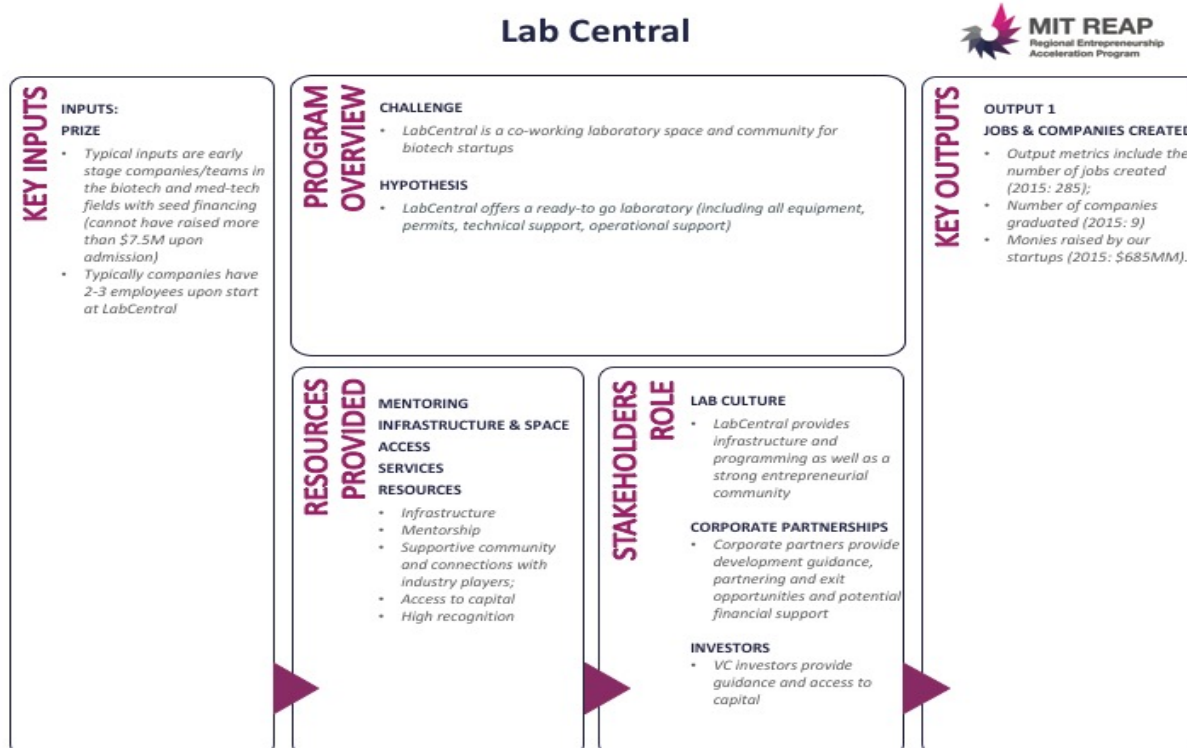 Lab Central
MIT REAP
Regional Entrepreneurship
Acceleration Program
KEY INPUTS
INPUTS:
PRIZE
• Typical inputs are early
stage companies/teams in
the biotech and med-tech
fields with seed financing
(cannot have raised more
than $7.5M upon
admission)
• Typically companies have
2-3 employees upon start
at LabCentral
PROGRAM
OVERVIEW
CHALLENGE
• LabCentral is a co-working laboratory space and community for
biotech startups
HYPOTHESIS
• LabCentral offers a ready-to go laboratory (including all equipment,
permits, technical support, operational support)
RESOURCES
PROVIDED
MENTORING
INFRASTRUCTURE & SPACE
ACCESS
SERVICES
RESOURCES
• Infrastructure
• Mentorship
• Supportive community
and connections with
industry players;
• Access to capital
• High recognition
STAKEHOLDERS
ROLE
LAB CULTURE
• LabCentral provides
infrastructure and
programming as well as a
strong entrepreneurial
community
CORPORATE PARTNERSHIPS
• Corporate partners provide
development guidance,
partnering and exit
opportunities and potential
financial support
INVESTORS
• VC investors provide
guidance and access to
capital
KEY OUTPUTS
OUTPUT 1
JOBS & COMPANIES CREATED
• Output metrics include the
number of jobs created
(2015: 285);
• Number of companies
graduated (2015: 9)
• Monies raised by our
startups (2015: $685MM).